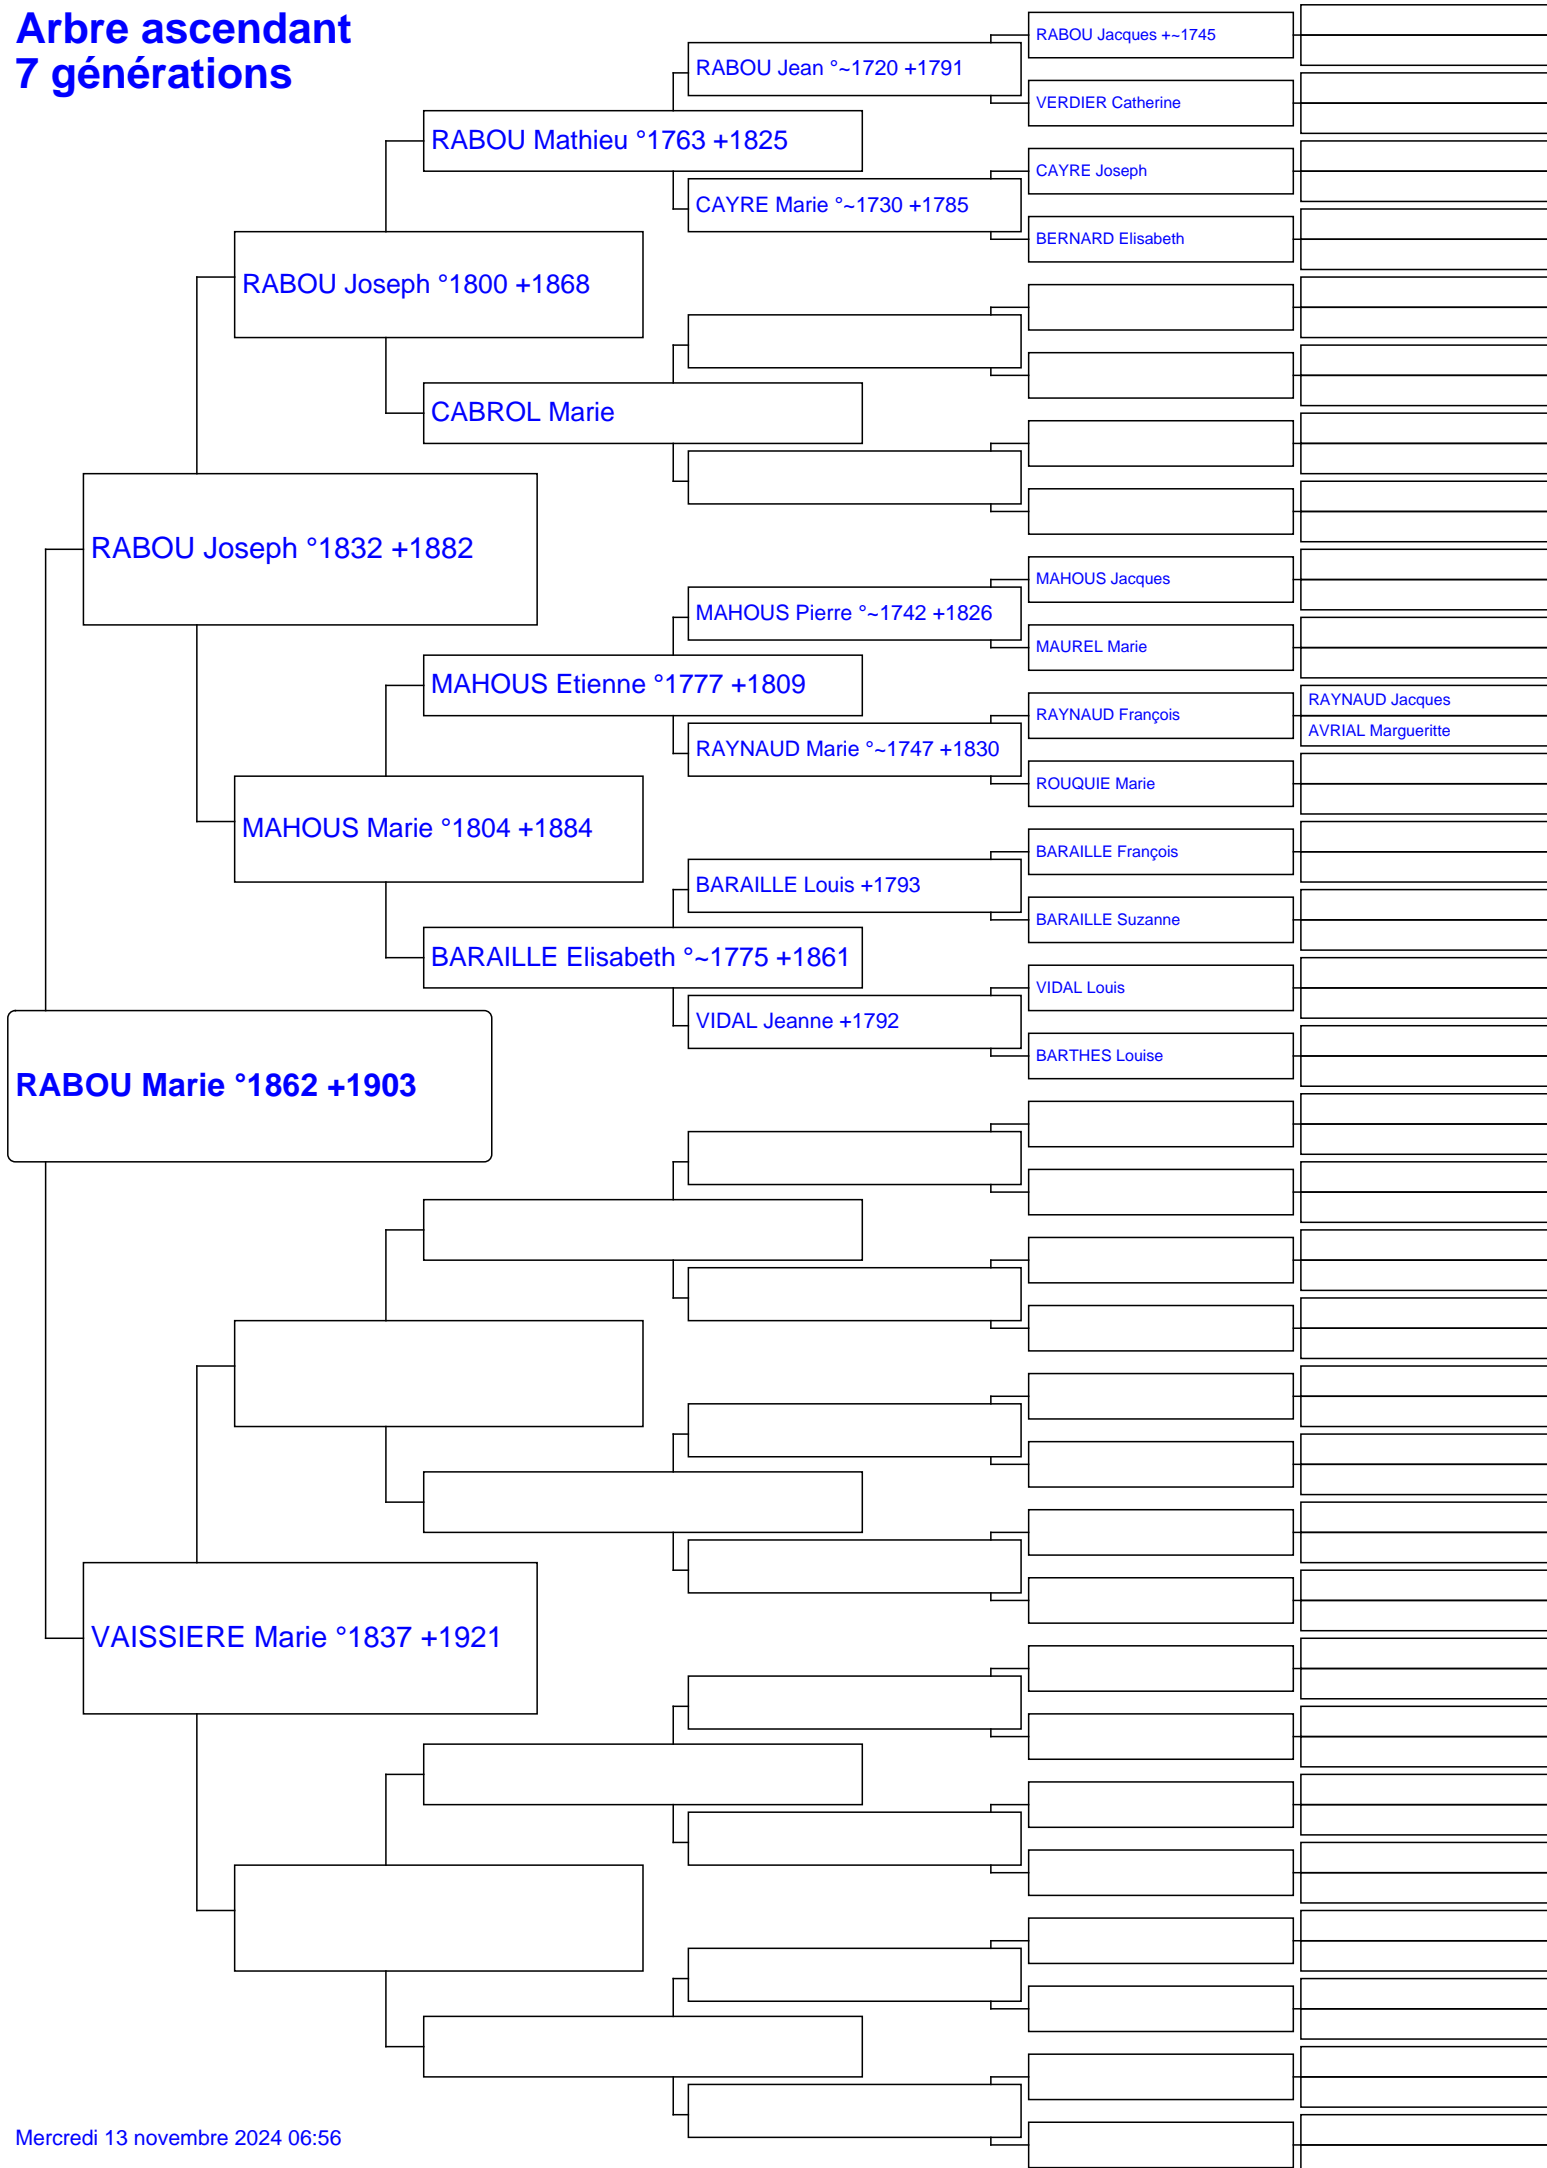 Arbre ascendant
7 générations
RABOU Jacques +~1745
RABOU Jean °~1720 +1791
VERDIER Catherine
RABOU Mathieu °1763 +1825
CAYRE Joseph
CAYRE Marie °~1730 +1785
BERNARD Elisabeth
RABOU Joseph °1800 +1868
CABROL Marie
RABOU Joseph °1832 +1882
MAHOUS Jacques
MAHOUS Pierre °~1742 +1826
MAUREL Marie
MAHOUS Etienne °1777 +1809
RAYNAUD Jacques
RAYNAUD François
AVRIAL Margueritte
RAYNAUD Marie °~1747 +1830
ROUQUIE Marie
MAHOUS Marie °1804 +1884
BARAILLE François
BARAILLE Louis +1793
BARAILLE Suzanne
BARAILLE Elisabeth °~1775 +1861
VIDAL Louis
VIDAL Jeanne +1792
BARTHES Louise
RABOU Marie °1862 +1903
VAISSIERE Marie °1837 +1921
Mercredi 13 novembre 2024 06:56